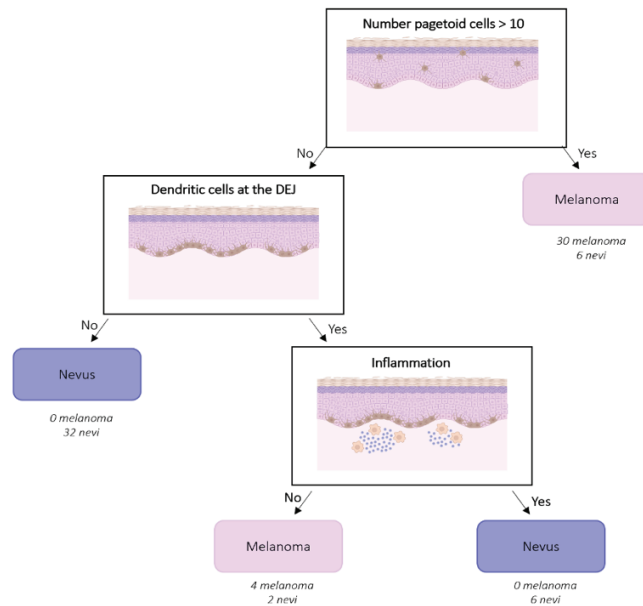 Number pagetoid cells > 10
No
Yes
Dendritic cells at the DEJ
Melanoma
30 melanoma
6 nevi
No
Yes
Nevus
0 melanoma
32 nevi
Inflammation
No
Yes
Melanoma
4 melanoma
2 nevi
Nevus
0 melanoma
6 nevi